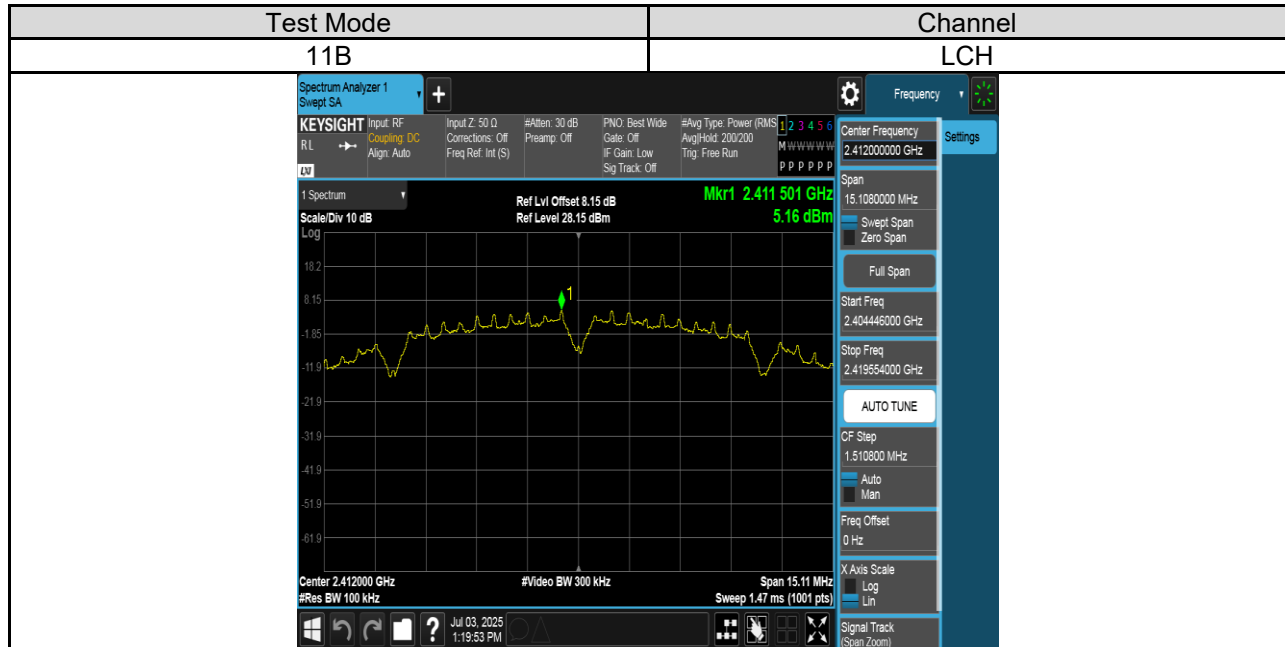 Test Mode Channel
11B LCH
Spectrum Analyzer 1
Swept SA
+
Frequency
KEYSIGHT
RL
LXI
Input: RF
Coupling: DC
Align: Auto
Input Z: 50 Ω
Corrections: Off
Freq Ref: Int (S)
#Atten: 30 dB
Preamp: Off
PNO: Best Wide
Gate: Off
IF Gain: Low
Sig Track: Off
#Avg Type: Power (RMS
Avg|Hold: 200/200
Trig: Free Run
1 2 3 4 5 6
M W W W W W
P P P P P P
1 Spectrum
Scale/Div 10 dB
Log
Ref Lvl Offset 8.15 dB
Ref Level 28.15 dBm
Mkr1 2.411 501 GHz
5.16 dBm
18.2
8.15
-1.85
-11.9
-21.9
-31.9
-41.9
-51.9
-61.9
1
Center 2.412000 GHz
#Res BW 100 kHz
#Video BW 300 kHz
Span 15.11 MHz
Sweep 1.47 ms (1001 pts)
?
Jul 03, 2025
1:19:53 PM
Center Frequency
2.412000000 GHz
Settings
Span
15.1080000 MHz
Swept Span
Zero Span
Full Span
Start Freq
2.404446000 GHz
Stop Freq
2.419554000 GHz
AUTO TUNE
CF Step
1.510800 MHz
Auto
Man
Freq Offset
0 Hz
X Axis Scale
Log
Lin
Signal Track
(Span Zoom)